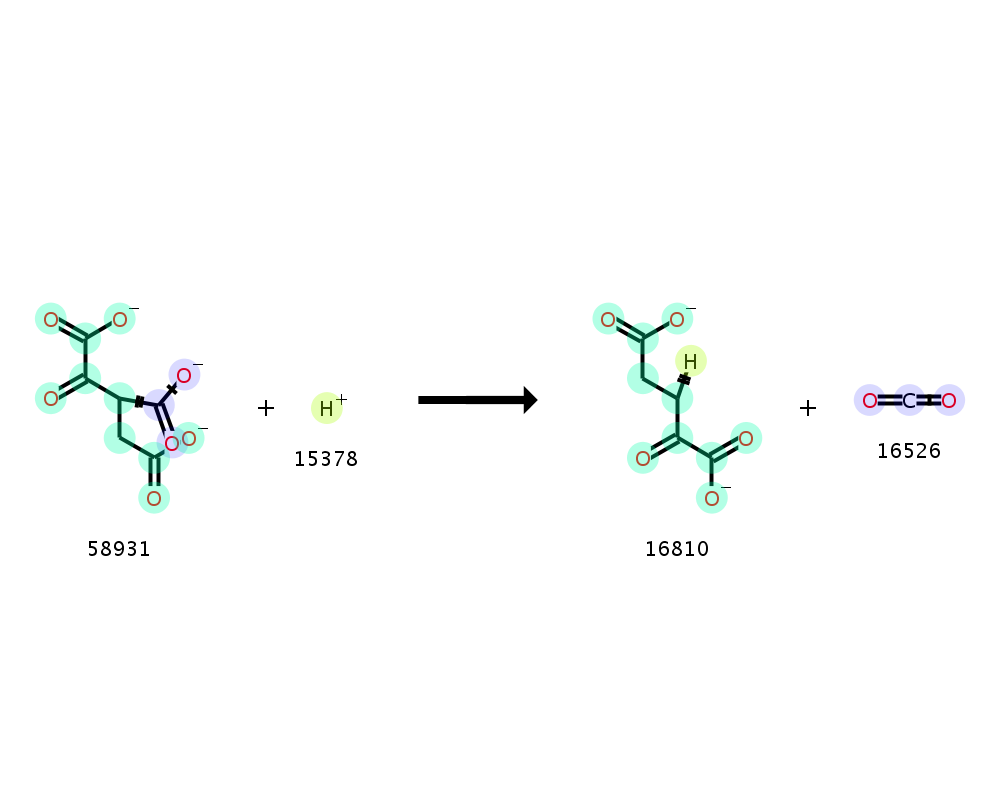 O O⁻ O O⁻
O H
O⁻
O + H⁺ → + O C O
O O⁻ O O
O O⁻
58931 15378 16810 16526